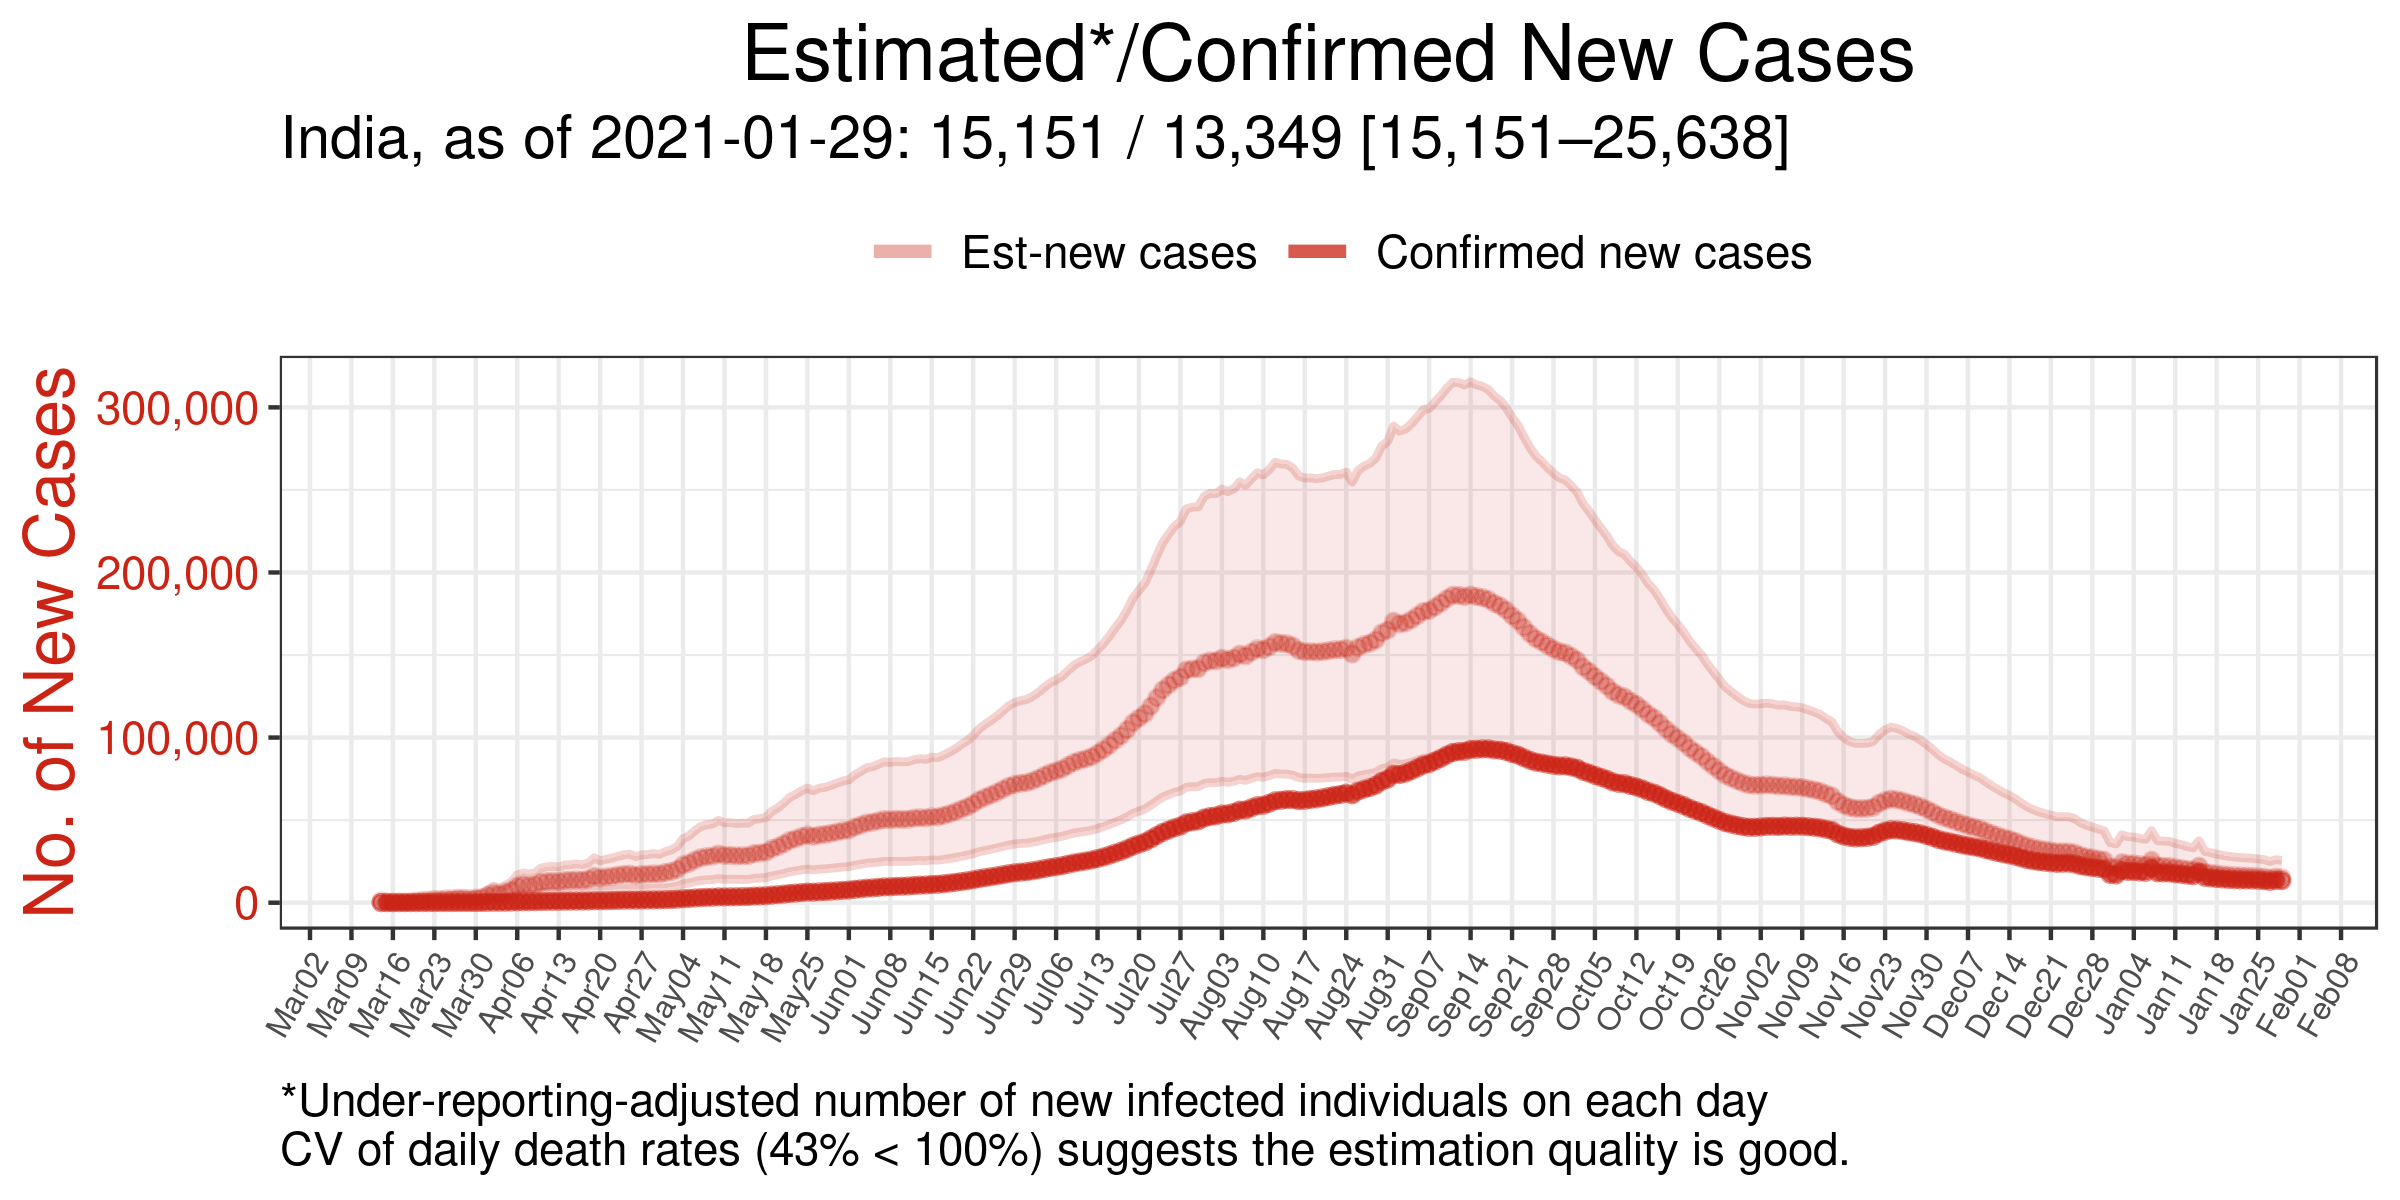 Estimated*/Confirmed New Cases
India, as of 2021-01-29: 15,151 / 13,349 [15,151–25,638]
Est-new cases
Confirmed new cases
No. of New Cases
300,000
200,000
100,000
0
Mar02
Mar09
Mar16
Mar23
Mar30
Apr06
Apr13
Apr20
Apr27
May04
May11
May18
May25
Jun01
Jun08
Jun15
Jun22
Jun29
Jul06
Jul13
Jul20
Jul27
Aug03
Aug10
Aug17
Aug24
Aug31
Sep07
Sep14
Sep21
Sep28
Oct05
Oct12
Oct19
Oct26
Nov02
Nov09
Nov16
Nov23
Nov30
Dec07
Dec14
Dec21
Dec28
Jan04
Jan11
Jan18
Jan25
Feb01
Feb08
*Under-reporting-adjusted number of new infected individuals on each day
CV of daily death rates (43% < 100%) suggests the estimation quality is good.